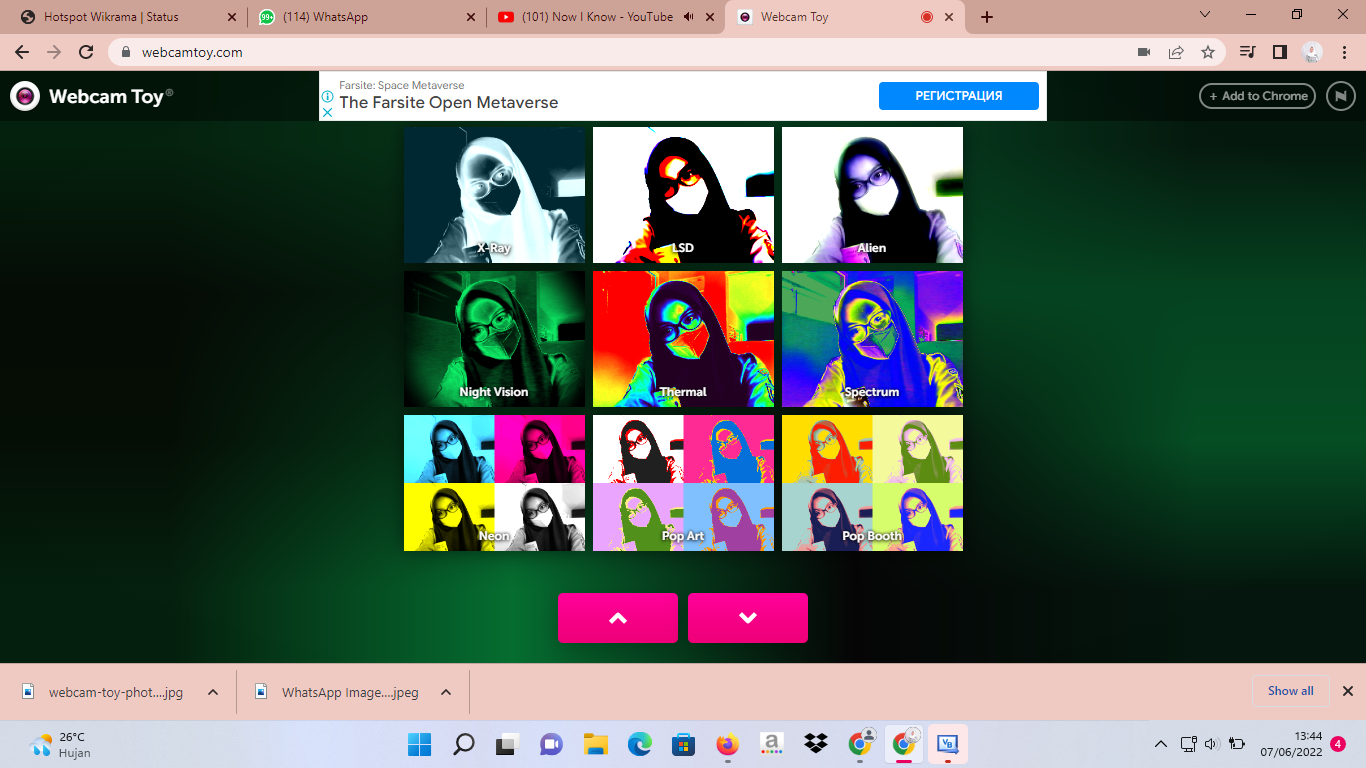 Hotspot Wikrama | Status
99+
(114) WhatsApp
(101) Now I Know - YouTube
Webcam Toy
webcamtoy.com
Webcam Toy®
Farsite: Space Metaverse
The Farsite Open Metaverse
РЕГИСТРАЦИЯ
+ Add to Chrome
X-Ray
LSD
Alien
Night Vision
Thermal
Spectrum
Neon
Pop Art
Pop Booth
webcam-toy-phot....jpg
WhatsApp Image....jpeg
Show all
26°C
Hujan
a
VB
13:44
07/06/2022
4